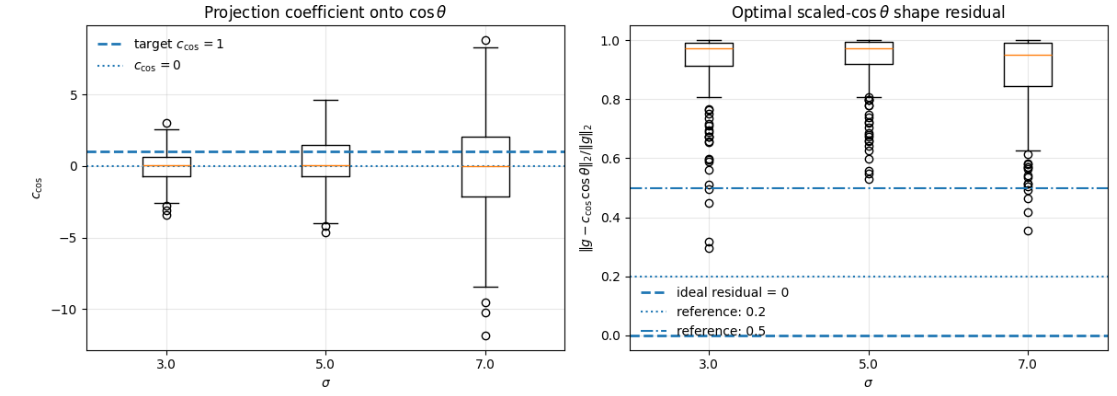 Projection coefficient onto cos θ
target c_cos = 1
c_cos = 0
5
0
−5
−10
c_cos
3.0
5.0
7.0
σ
Optimal scaled-cos θ shape residual
1.0
0.8
0.6
0.4
0.2
0.0
‖g − c_cos cos θ‖₂/‖g‖₂
ideal residual = 0
reference: 0.2
reference: 0.5
3.0
5.0
7.0
σ